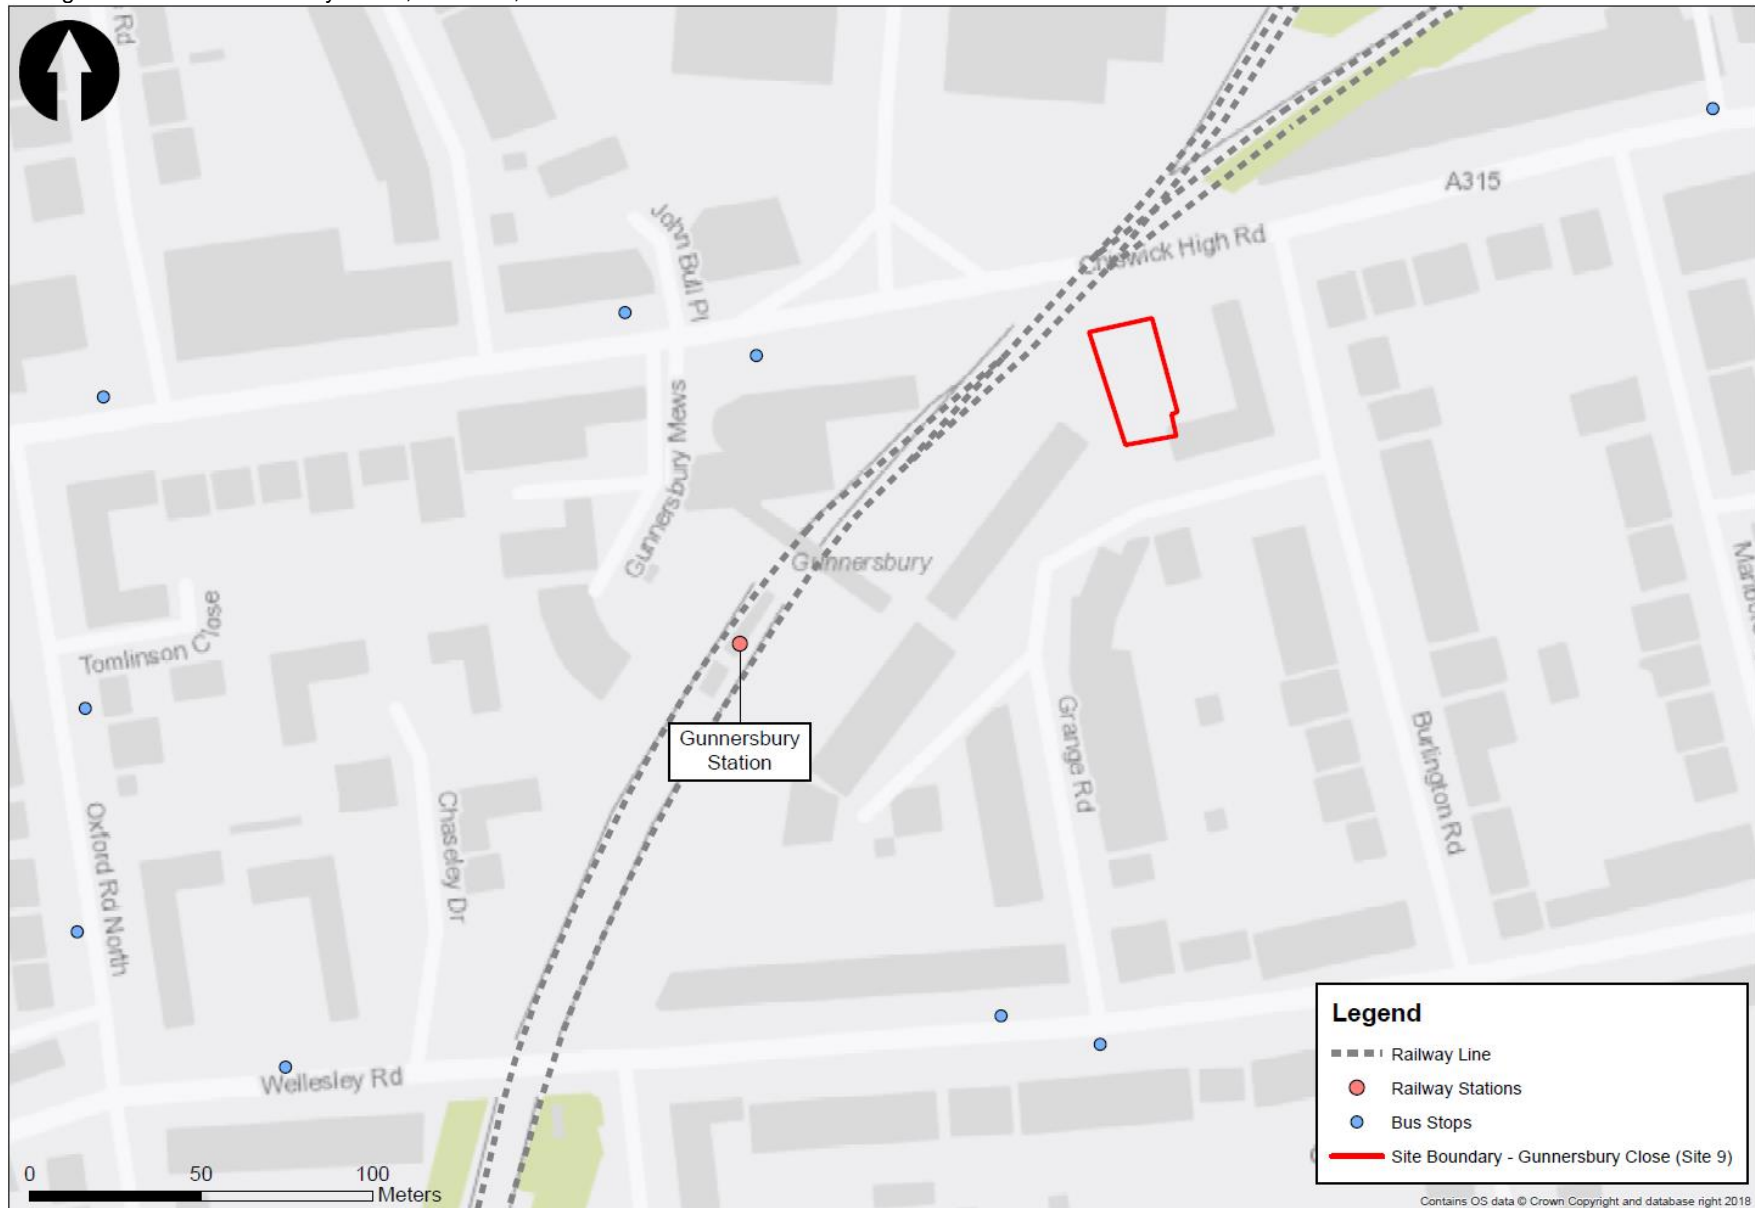 Rd
John Bull Pl
A315
Chiswick High Rd
Gunnersbury Mews
Gunnersbury
Tomlinson Close
Gunnersbury
Station
Oxford Rd North
Chaseley Dr
Grange Rd
Burlington Rd
Wellesley Rd
Legend
Railway Line
Railway Stations
Bus Stops
Site Boundary - Gunnersbury Close (Site 9)
0 50 100
Meters
Contains OS data © Crown Copyright and database right 2018